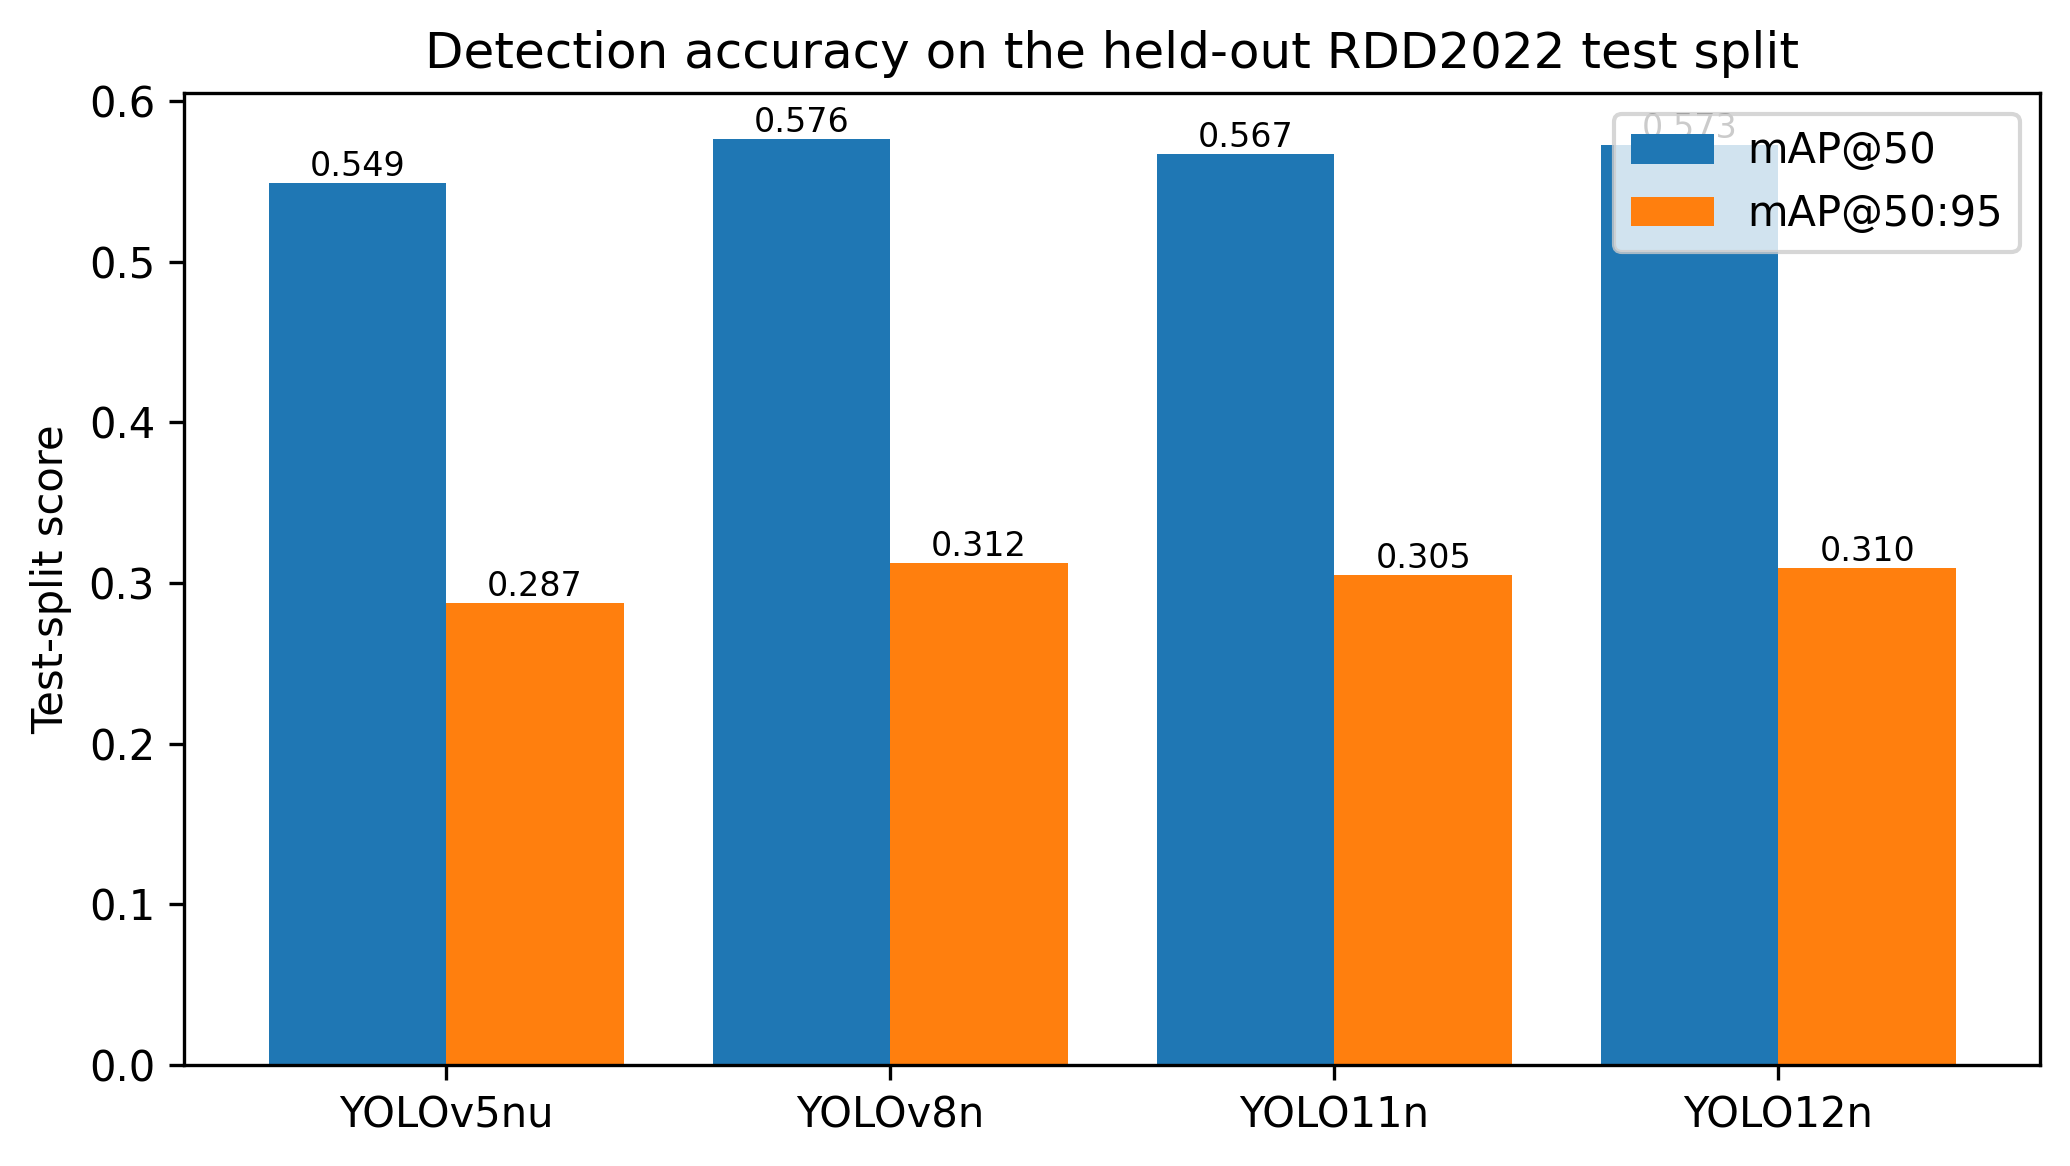 Detection accuracy on the held-out RDD2022 test split
0.6
0.5
0.4
0.3
0.2
0.1
0.0
Test-split score
0.549
0.287
0.576
0.312
0.567
0.305
0.573
0.310
mAP@50
mAP@50:95
YOLOv5nu
YOLOv8n
YOLO11n
YOLO12n